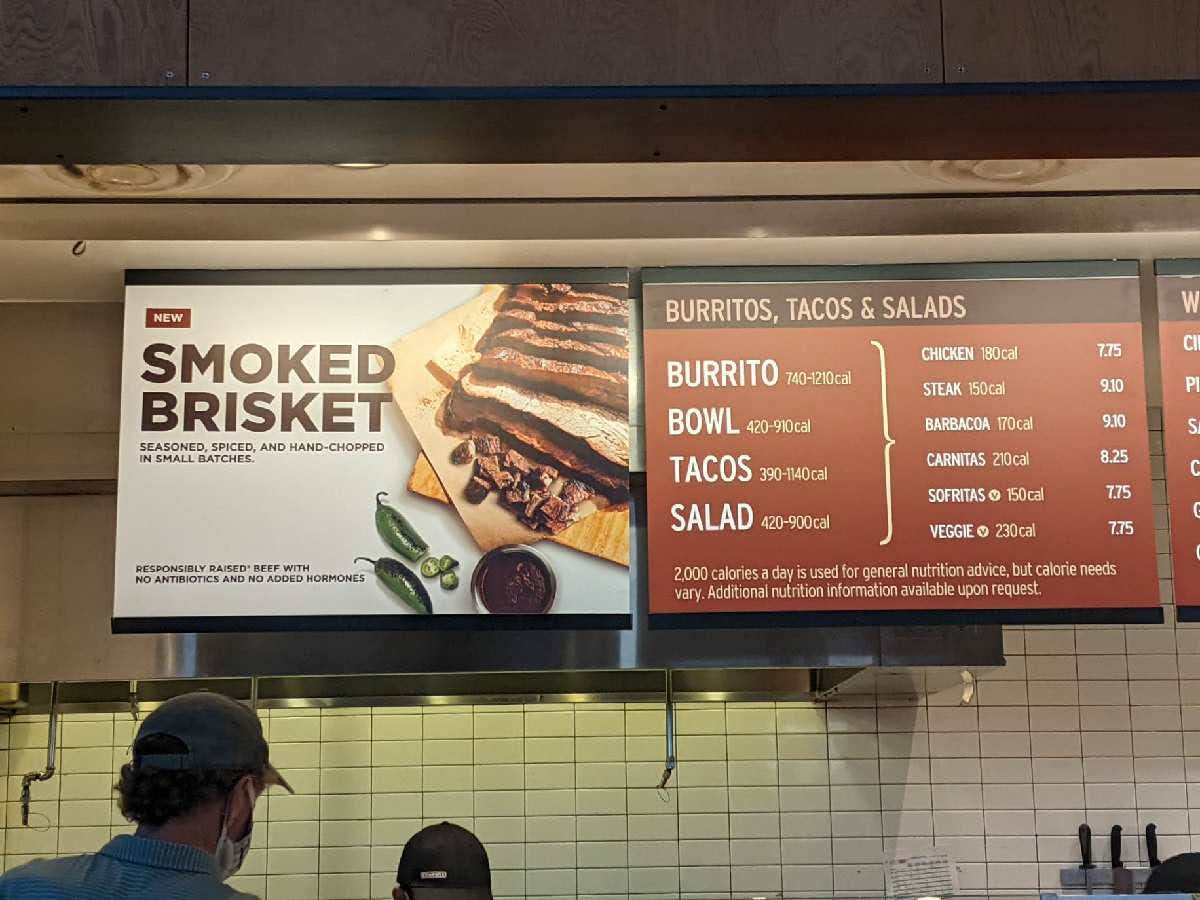 NEW
SMOKED
BRISKET
SEASONED, SPICED, AND HAND-CHOPPED
IN SMALL BATCHES.
RESPONSIBLY RAISED® BEEF WITH
NO ANTIBIOTICS AND NO ADDED HORMONES
BURRITOS, TACOS & SALADS
BURRITO 740-1210cal
BOWL 420-910cal
TACOS 390-1140cal
SALAD 420-900cal
CHICKEN 180cal 7.75
STEAK 150cal 9.10
BARBACOA 170cal 9.10
CARNITAS 210cal 8.25
SOFRITAS V 150cal 7.75
VEGGIE V 230cal 7.75
2,000 calories a day is used for general nutrition advice, but calorie needs
vary. Additional nutrition information available upon request.